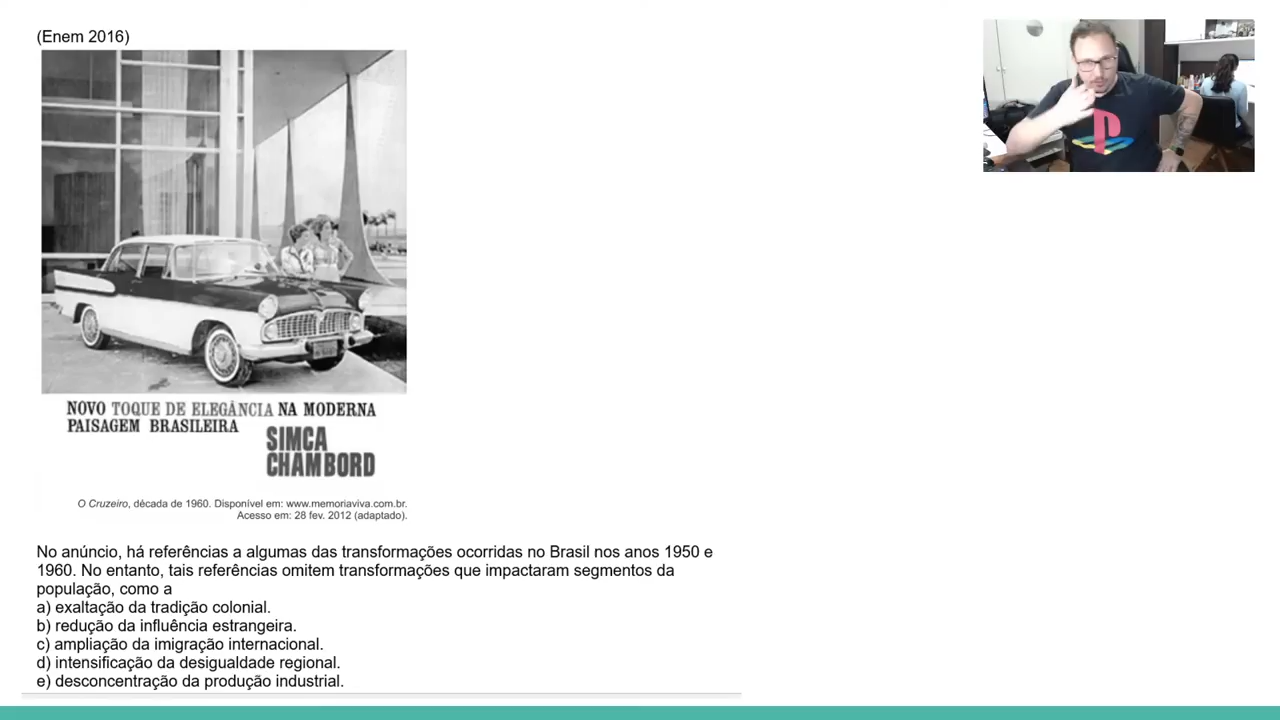 (Enem 2016)
NOVO TOQUE DE ELEGÂNCIA NA MODERNA
PAISAGEM BRASILEIRA
SIMCA
CHAMBORD
O Cruzeiro, década de 1960. Disponível em: www.memoriaviva.com.br.
Acesso em: 28 fev. 2012 (adaptado).
No anúncio, há referências a algumas das transformações ocorridas no Brasil nos anos 1950 e
1960. No entanto, tais referências omitem transformações que impactaram segmentos da
população, como a
a) exaltação da tradição colonial.
b) redução da influência estrangeira.
c) ampliação da imigração internacional.
d) intensificação da desigualdade regional.
e) desconcentração da produção industrial.